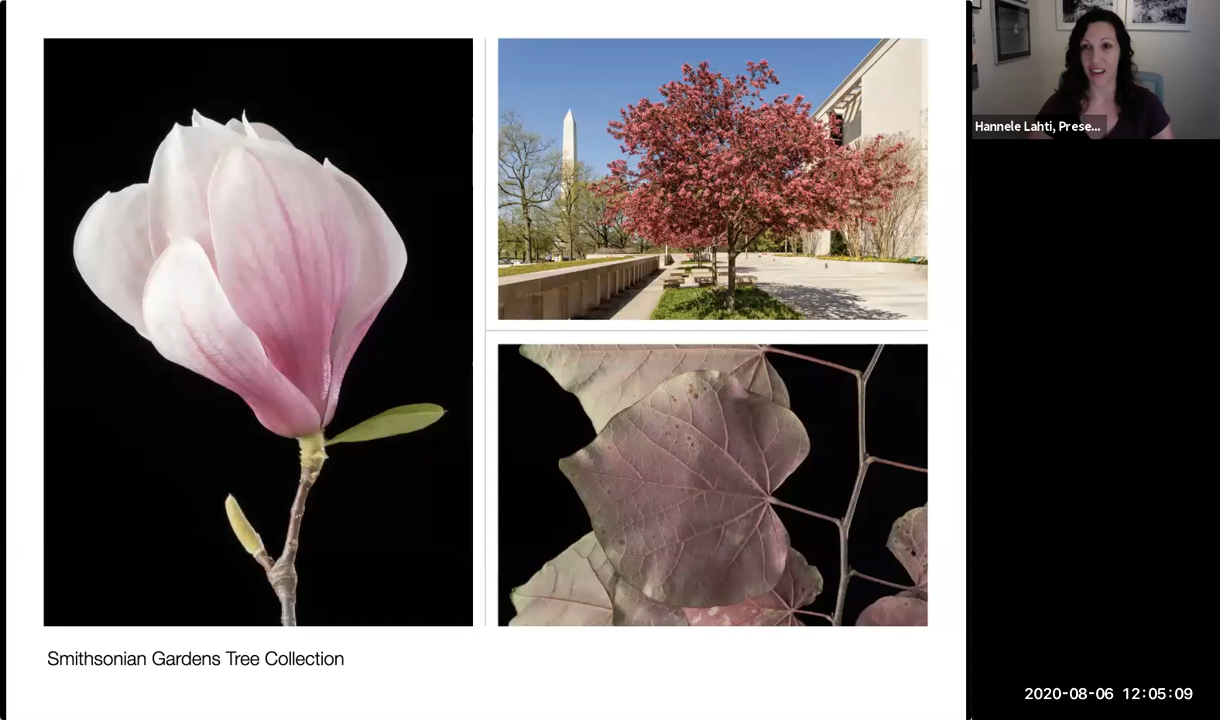 Hannele Lahti, Prese...
Smithsonian Gardens Tree Collection
2020-08-06 12:05:09